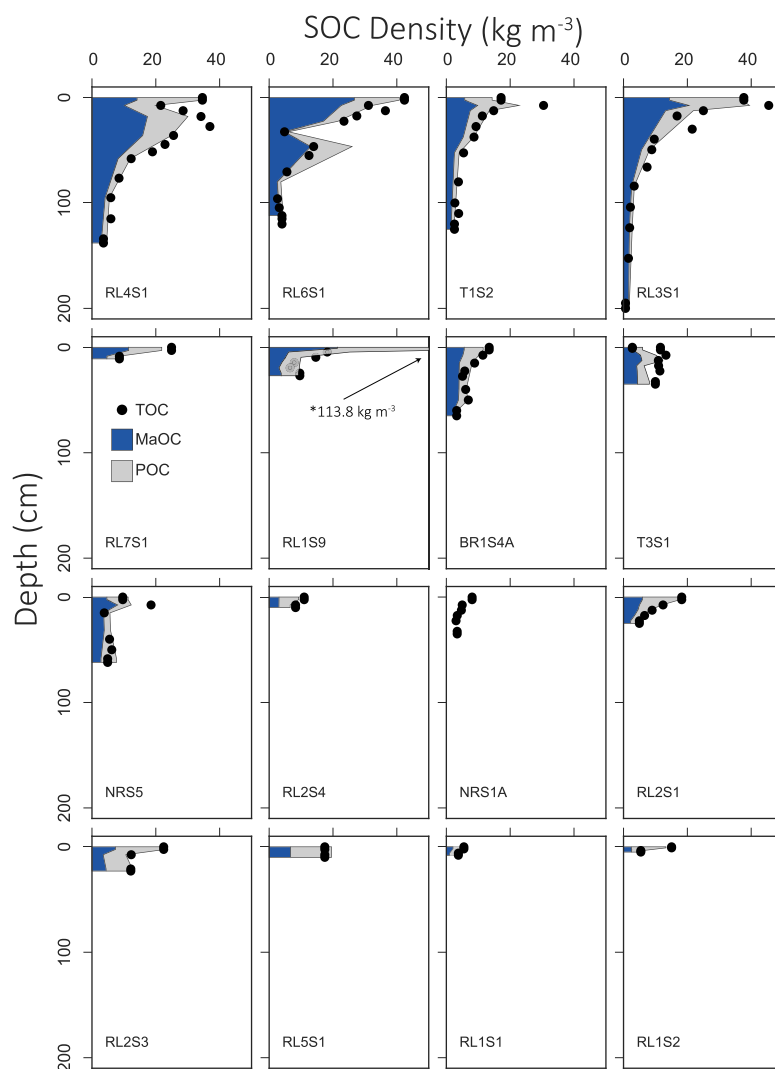 SOC Density (kg m-3)
0 20 40 0 20 40 0 20 40 0 20 40
Depth (cm)
0
100
200
RL4S1 RL6S1 T1S2 RL3S1
0
100
200
TOC
MaOC
POC
*113.8 kg m-3
RL7S1 RL1S9 BR1S4A T3S1
0
100
200
NRS5 RL2S4 NRS1A RL2S1
0
100
200
RL2S3 RL5S1 RL1S1 RL1S2